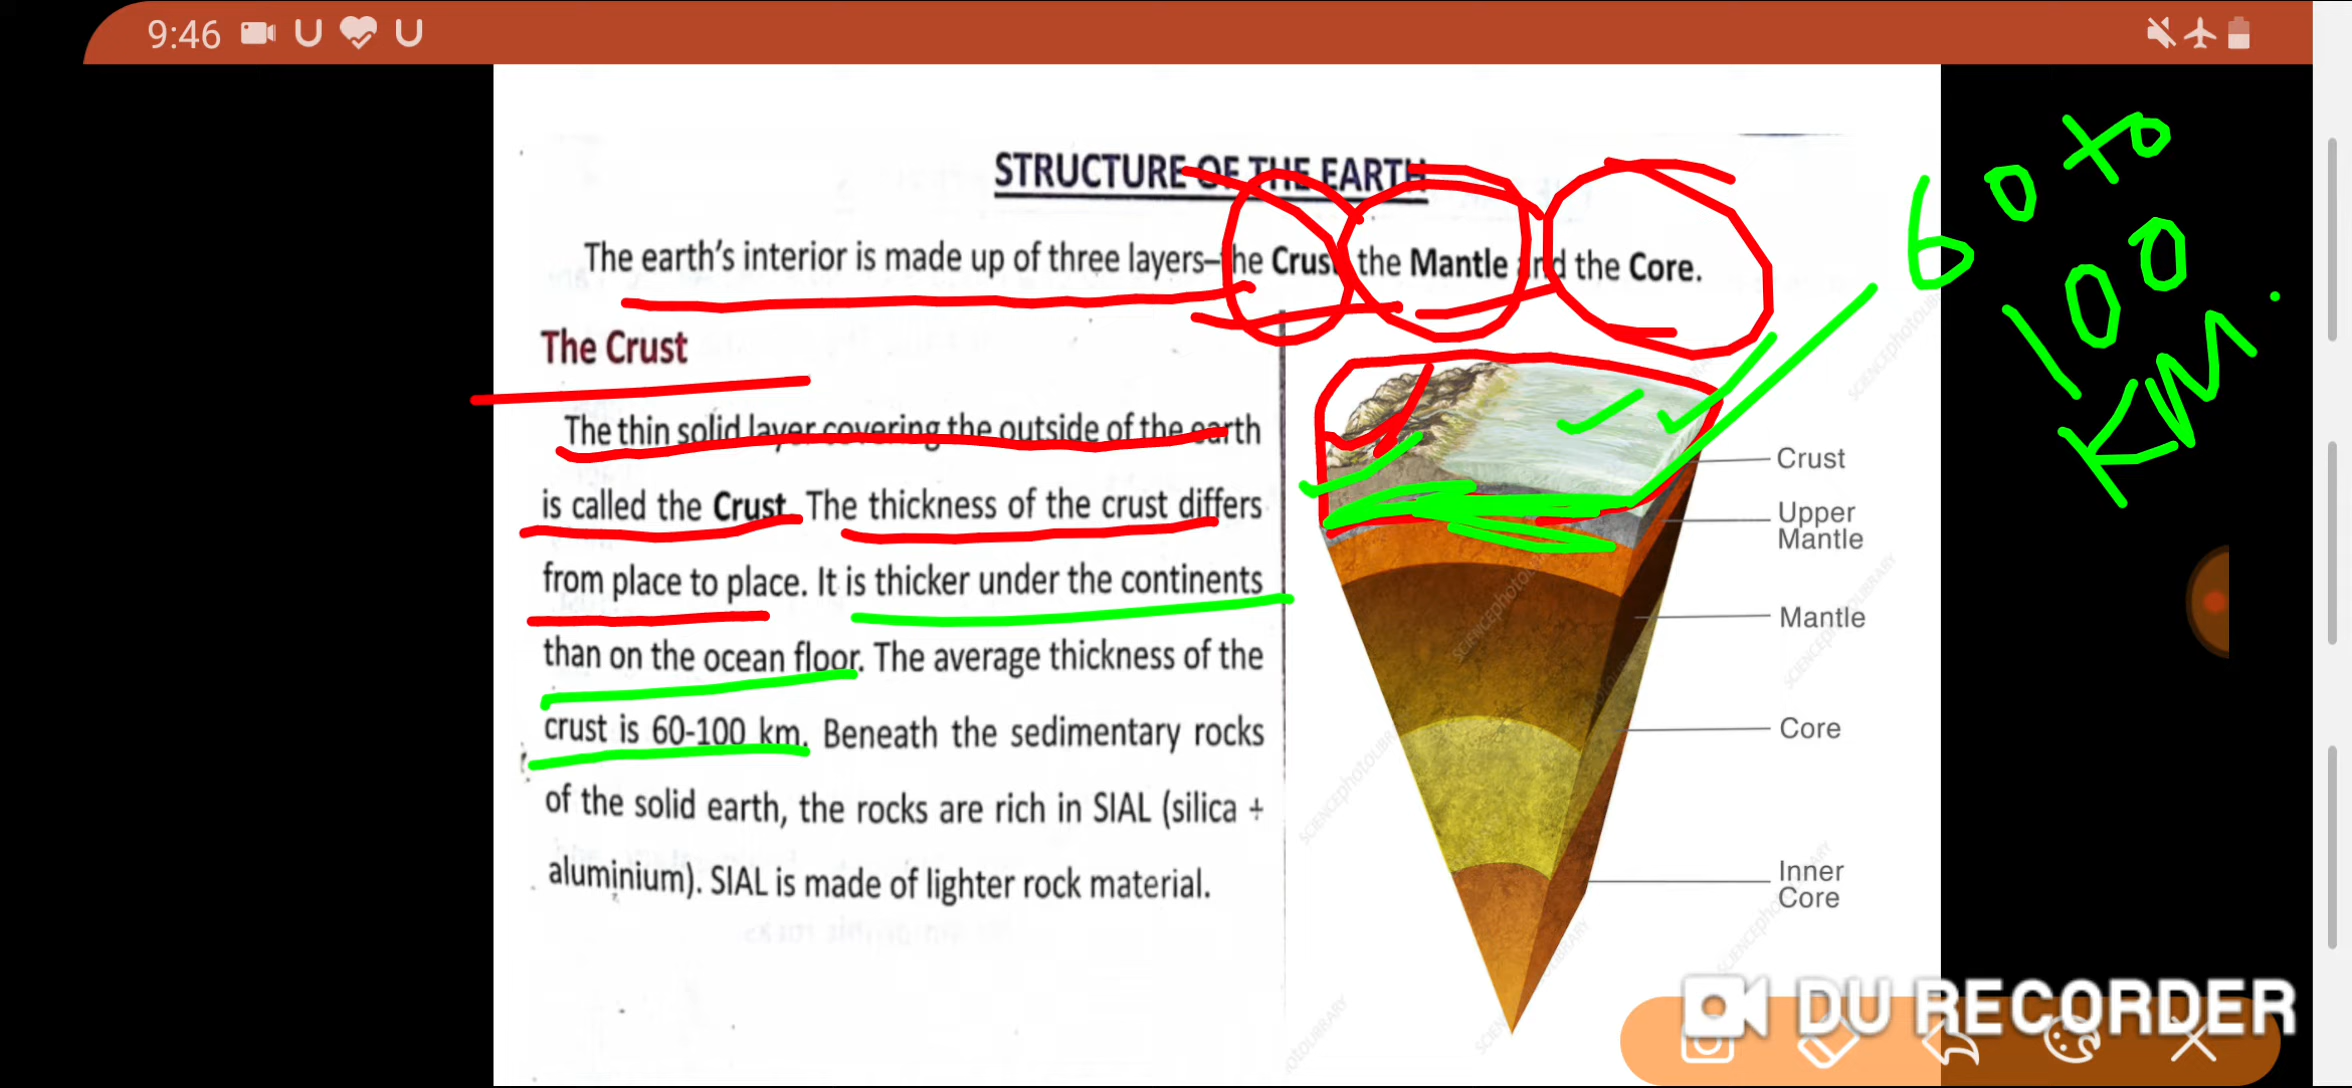 9:46
STRUCTURE OF THE EARTH
The earth's interior is made up of three layers–the Crust, the Mantle and the Core.
The Crust
The thin solid layer covering the outside of the earth
is called the Crust. The thickness of the crust differs
from place to place. It is thicker under the continents
than on the ocean floor. The average thickness of the
crust is 60-100 km. Beneath the sedimentary rocks
of the solid earth, the rocks are rich in SIAL (silica +
aluminium). SIAL is made of lighter rock material.
60 to
100
KM.
Crust
Upper
Mantle
Mantle
Core
Inner
Core
SCIENCEphotoLIBRARY
DU RECORDER